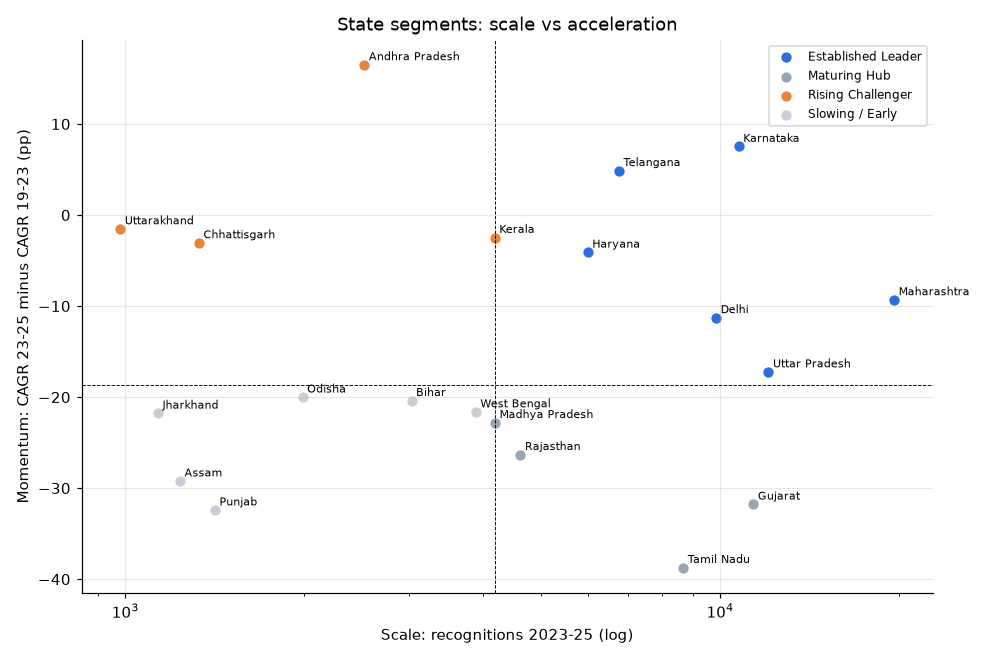 State segments: scale vs acceleration
Andhra Pradesh
Established Leader
Maturing Hub
Rising Challenger
Slowing / Early
10
Karnataka
Telangana
0
Uttarakhand
Chhattisgarh
Kerala
Haryana
−10
Maharashtra
Delhi
Uttar Pradesh
−20
Odisha
Bihar
Jharkhand
West Bengal
Madhya Pradesh
Rajasthan
−30
Assam
Punjab
Gujarat
Tamil Nadu
−40
Momentum: CAGR 23-25 minus CAGR 19-23 (pp)
10³
10⁴
Scale: recognitions 2023-25 (log)